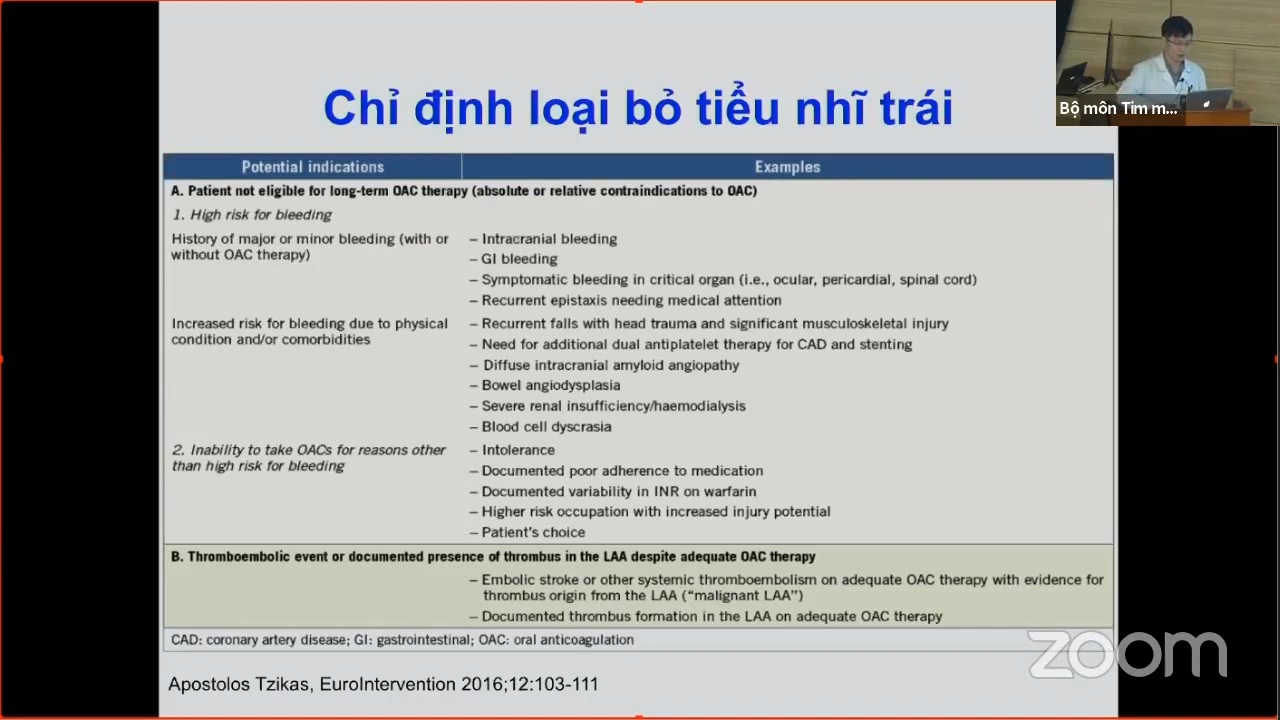 Bộ môn Tim m...
Chỉ định loại bỏ tiểu nhĩ trái
Potential indications
Examples
A. Patient not eligible for long-term OAC therapy (absolute or relative contraindications to OAC)
1. High risk for bleeding
History of major or minor bleeding (with or
without OAC therapy)
– Intracranial bleeding
– GI bleeding
– Symptomatic bleeding in critical organ (i.e., ocular, pericardial, spinal cord)
– Recurrent epistaxis needing medical attention
Increased risk for bleeding due to physical
condition and/or comorbidities
– Recurrent falls with head trauma and significant musculoskeletal injury
– Need for additional dual antiplatelet therapy for CAD and stenting
– Diffuse intracranial amyloid angiopathy
– Bowel angiodysplasia
– Severe renal insufficiency/haemodialysis
– Blood cell dyscrasia
2. Inability to take OACs for reasons other
than high risk for bleeding
– Intolerance
– Documented poor adherence to medication
– Documented variability in INR on warfarin
– Higher risk occupation with increased injury potential
– Patient's choice
B. Thromboembolic event or documented presence of thrombus in the LAA despite adequate OAC therapy
– Embolic stroke or other systemic thromboembolism on adequate OAC therapy with evidence for
thrombus origin from the LAA (“malignant LAA”)
– Documented thrombus formation in the LAA on adequate OAC therapy
CAD: coronary artery disease; GI: gastrointestinal; OAC: oral anticoagulation
zoom
Apostolos Tzikas, EuroIntervention 2016;12:103-111